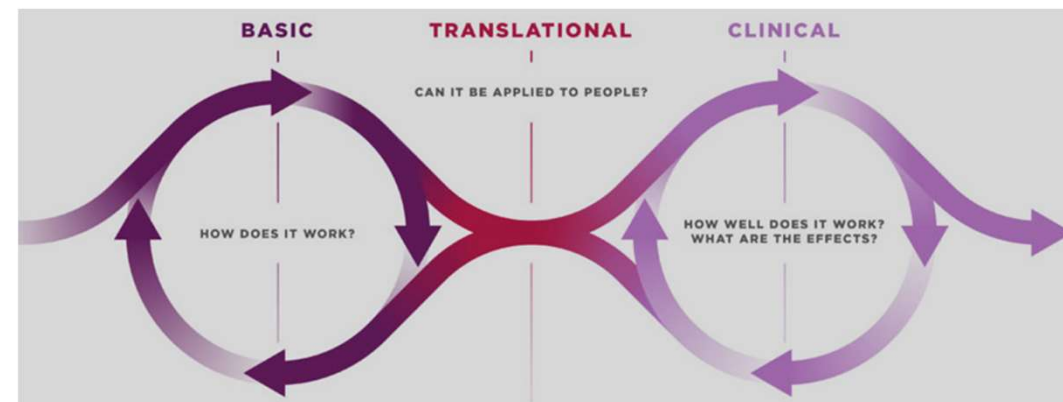 BASIC
TRANSLATIONAL
CLINICAL
CAN IT BE APPLIED TO PEOPLE?
HOW DOES IT WORK?
HOW WELL DOES IT WORK?
WHAT ARE THE EFFECTS?